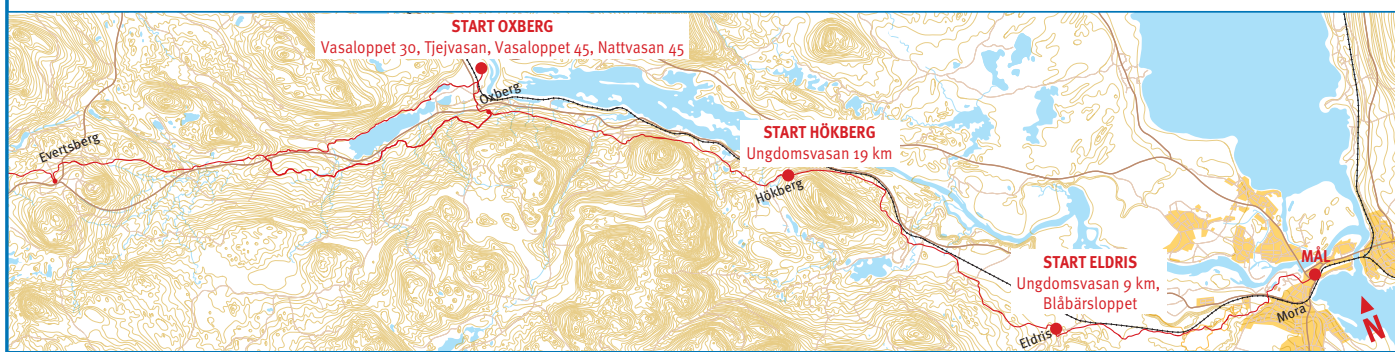 START OXBERG
Vasaloppet 30, Tjejvasan, Vasaloppet 45, Nattvasan 45
Oxberg
Evertsberg
START HÖKBERG
Ungdomsvasan 19 km
Hökberg
START ELDRIS
Ungdomsvasan 9 km,
Blåbärsloppet
MÅL
Mora
Eldris
N